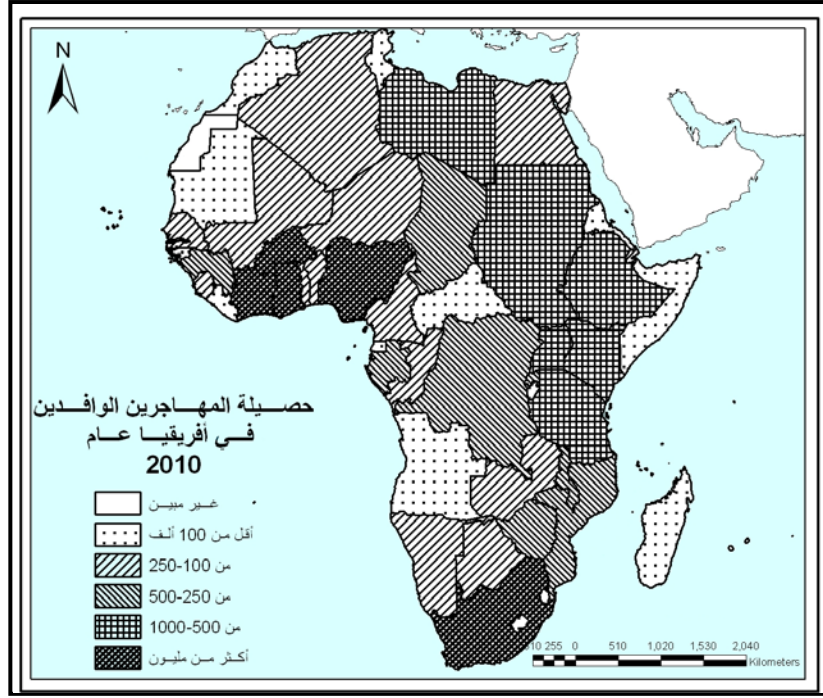 N
حصيلة المهاجرين الوافدين
في أفريقيا عام
2010
غير مبين
أقل من 100 ألف
من 100-250
من 250-500
من 500-1000
أكثر من مليون
510 255 0 510 1,020 1,530 2,040
Kilometers